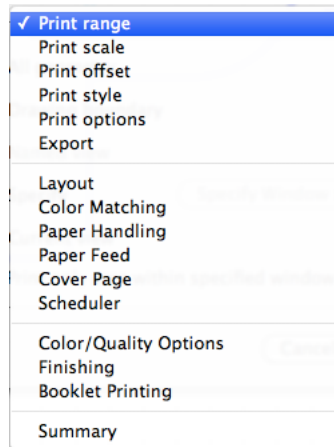 ✓ Print range
Print scale
Print offset
Print style
Print options
Export
Layout
Color Matching
Paper Handling
Paper Feed
Cover Page
Scheduler
Color/Quality Options
Finishing
Booklet Printing
Summary